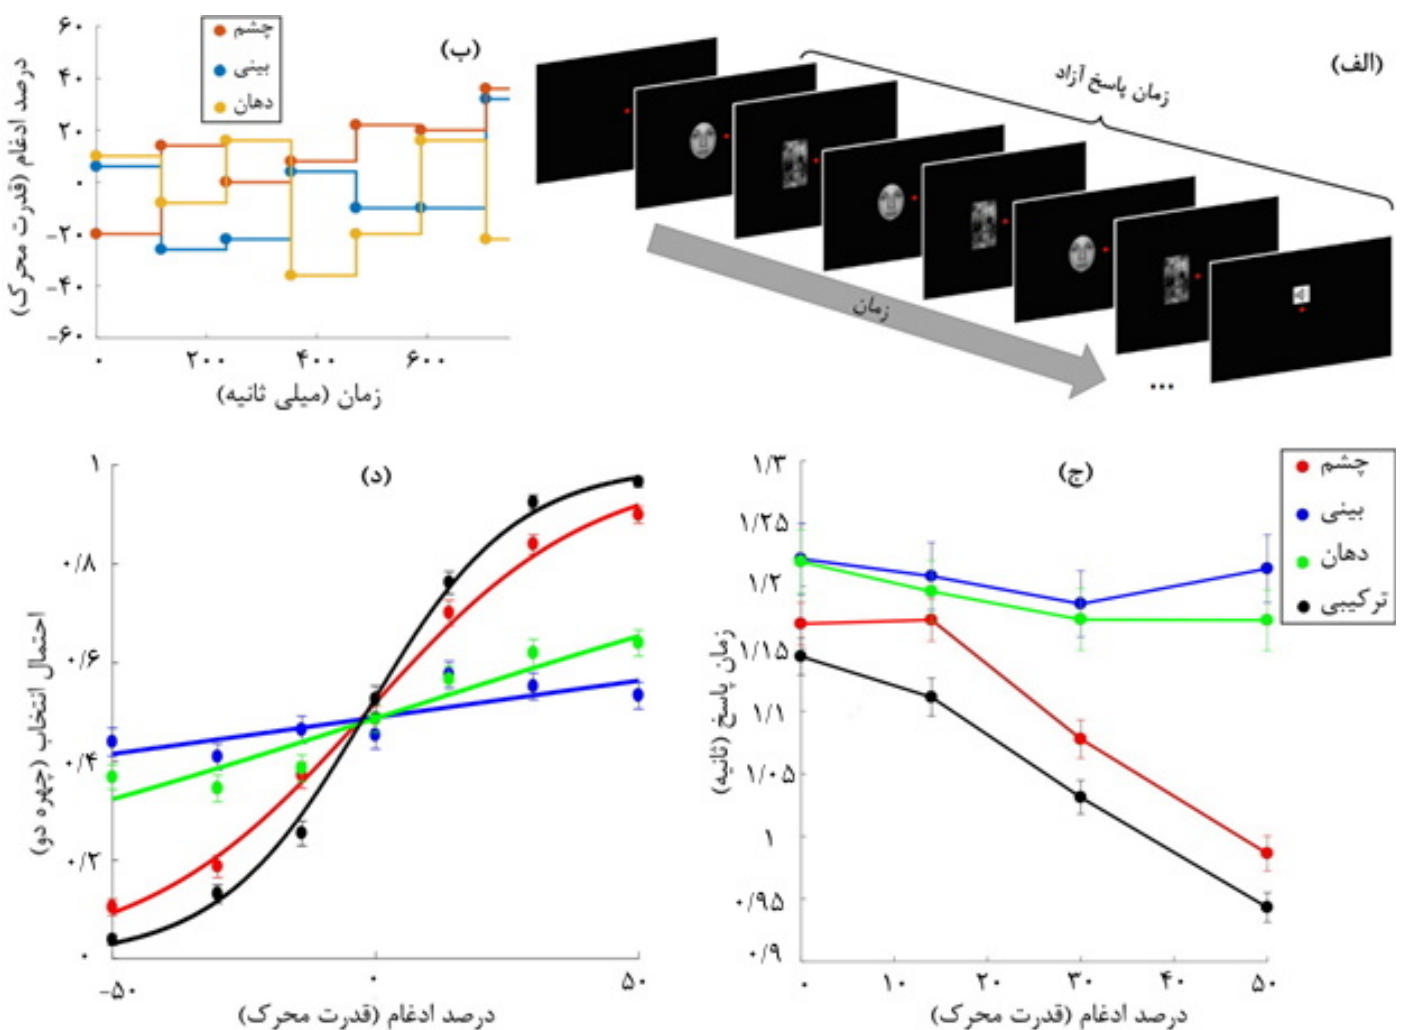 (الف)
زمان پاسخ آزاد
زمان
...
(ب)
چشم
بینی
دهان
درصد ادغام (قدرت محرک)
۶۰
۴۰
۲۰
۰
-۲۰
-۴۰
-۶۰
۰ ۲۰۰ ۴۰۰ ۶۰۰
زمان (میلی ثانیه)
(ج)
چشم
بینی
دهان
ترکیبی
زمان پاسخ (ثانیه)
۱/۳
۱/۲۵
۱/۲
۱/۱۵
۱/۱
۱/۰۵
۱
۰/۹۵
۰/۹
۰ ۱۰ ۲۰ ۳۰ ۴۰ ۵۰
درصد ادغام (قدرت محرک)
(د)
احتمال انتخاب (چهره دو)
۱
۰/۸
۰/۶
۰/۴
۰/۲
۰
-۵۰ ۰ ۵۰
درصد ادغام (قدرت محرک)